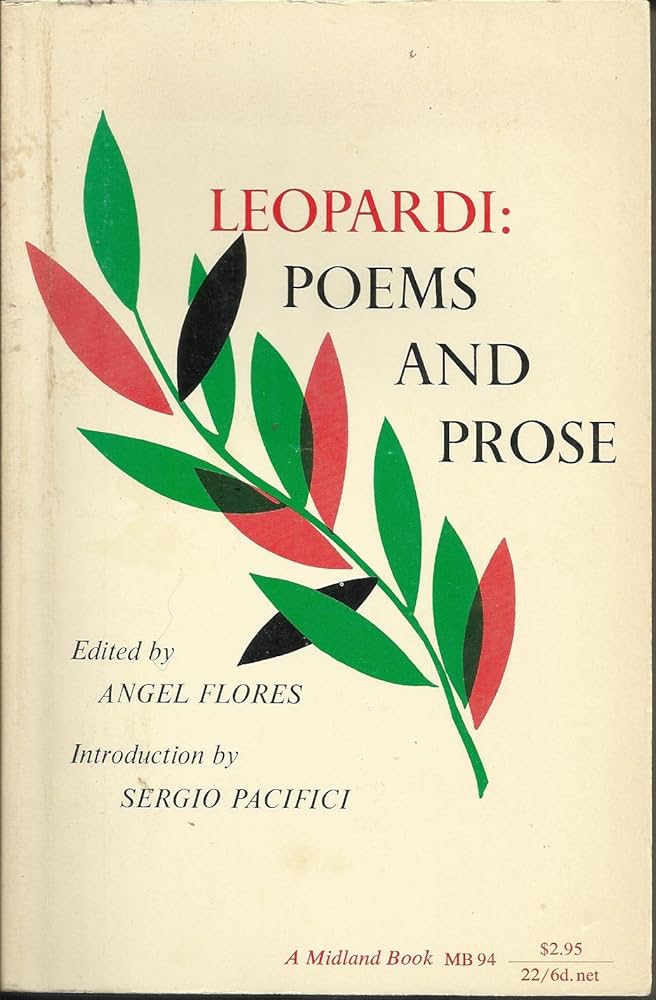 LEOPARDI:
POEMS
AND
PROSE
Edited by
ANGEL FLORES
Introduction by
SERGIO PACIFICI
A Midland Book MB 94
$2.95
22/6d. net